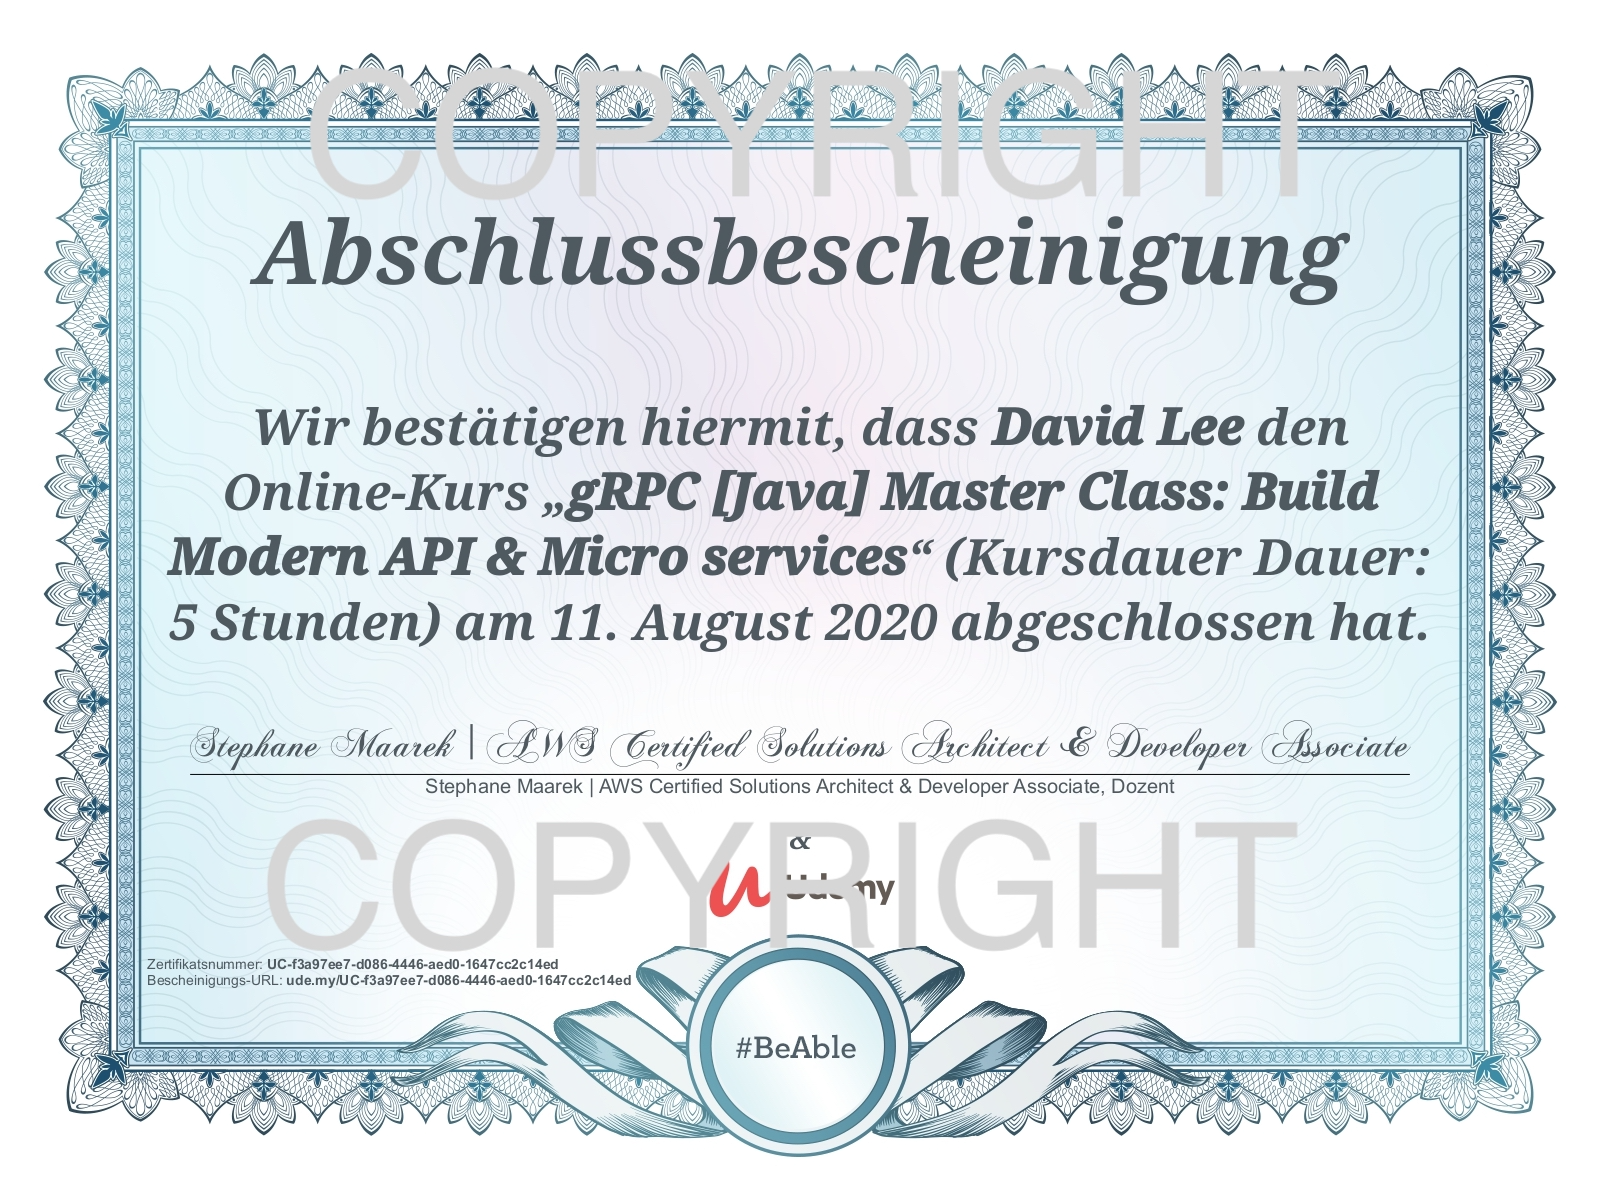 COPYRIGHT
Abschlussbescheinigung
Wir bestätigen hiermit, dass David Lee den
Online-Kurs „gRPC [Java] Master Class: Build
Modern API & Micro services“ (Kursdauer Dauer:
5 Stunden) am 11. August 2020 abgeschlossen hat.
Stephane Maarek | AWS Certified Solutions Architect & Developer Associate
Stephane Maarek | AWS Certified Solutions Architect & Developer Associate, Dozent
COPYRIGHT
&
Udemy
Zertifikatsnummer: UC-f3a97ee7-d086-4446-aed0-1647cc2c14ed
Bescheinigungs-URL: ude.my/UC-f3a97ee7-d086-4446-aed0-1647cc2c14ed
#BeAble